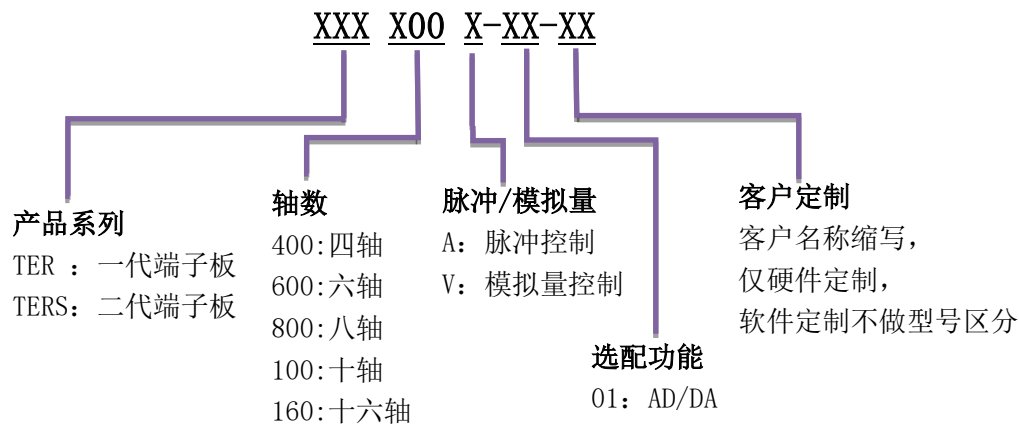 XXX X00 X-XX-XX
产品系列
TER ：一代端子板
TERS：二代端子板
轴数
400:四轴
600:六轴
800:八轴
100:十轴
160:十六轴
脉冲/模拟量
A：脉冲控制
V：模拟量控制
选配功能
01：AD/DA
客户定制
客户名称缩写，
仅硬件定制，
软件定制不做型号区分